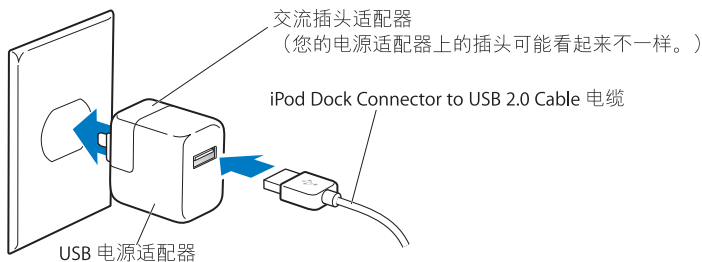 交流插头适配器
（您的电源适配器上的插头可能看起来不一样。）
iPod Dock Connector to USB 2.0 Cable 电缆
USB 电源适配器